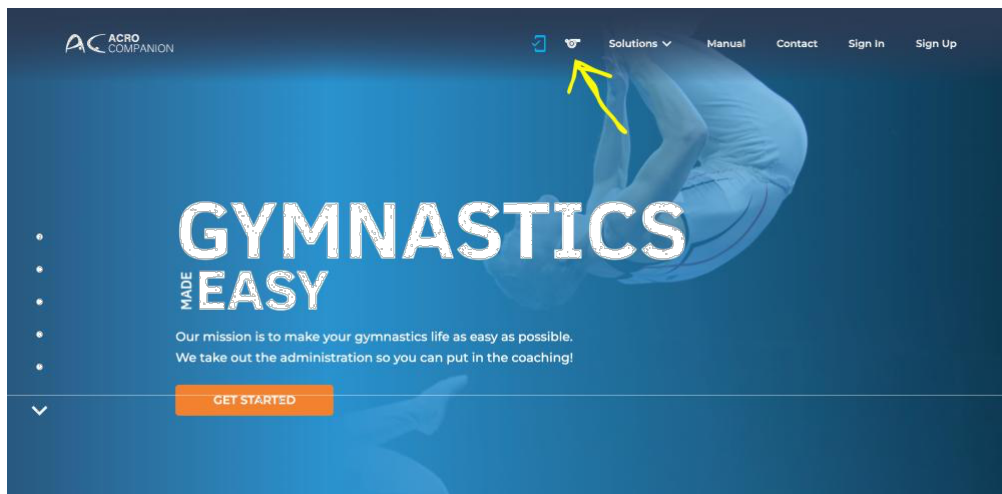 ACRO
COMPANION
Solutions Manual Contact Sign In Sign Up
GYMNASTICS
MADE EASY
Our mission is to make your gymnastics life as easy as possible.
We take out the administration so you can put in the coaching!
GET STARTED